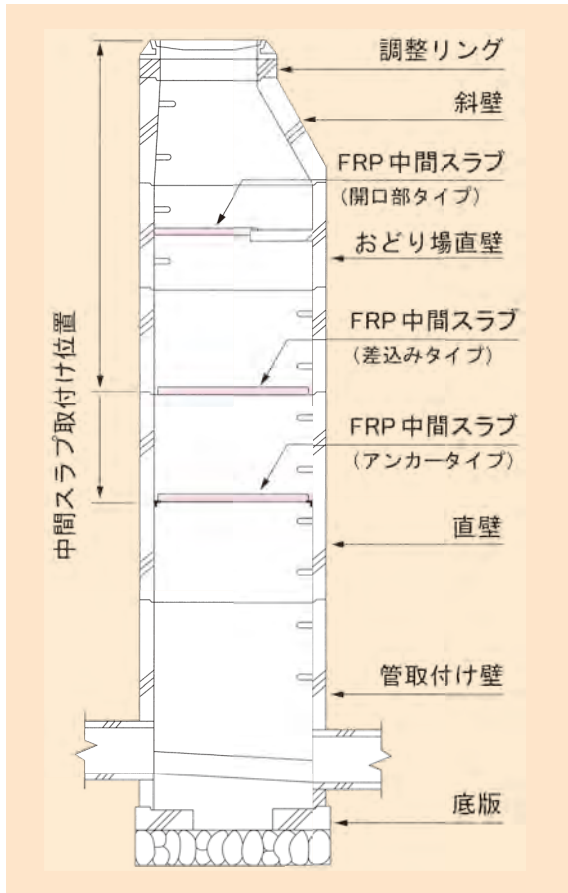 調整リング
斜壁
FRP中間スラブ
(開口部タイプ)
おどり場直壁
FRP中間スラブ
(差込みタイプ)
FRP中間スラブ
(アンカータイプ)
直壁
管取付け壁
底版
中間スラブ取付け位置